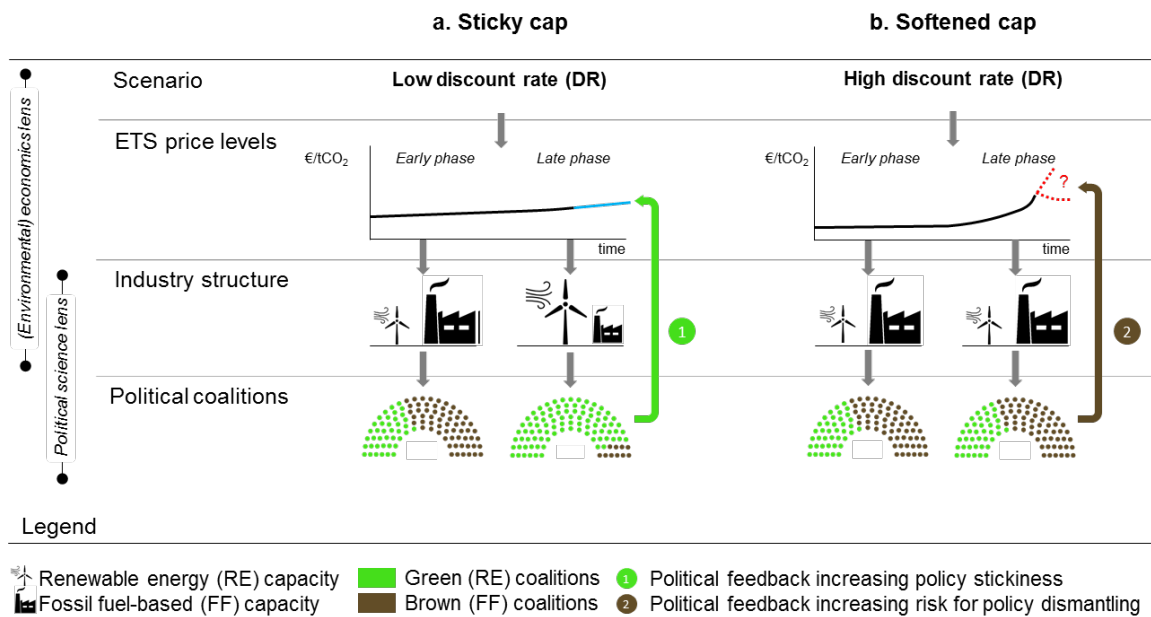 a. Sticky cap
b. Softened cap
Scenario
Low discount rate (DR)
High discount rate (DR)
ETS price levels
€/tCO2
Early phase
Late phase
time
€/tCO2
Early phase
Late phase
?
time
(Environmental) economics lens
Political science lens
Industry structure
1
2
Political coalitions
Legend
Renewable energy (RE) capacity
Green (RE) coalitions
1 Political feedback increasing policy stickiness
Fossil fuel-based (FF) capacity
Brown (FF) coalitions
2 Political feedback increasing risk for policy dismantling